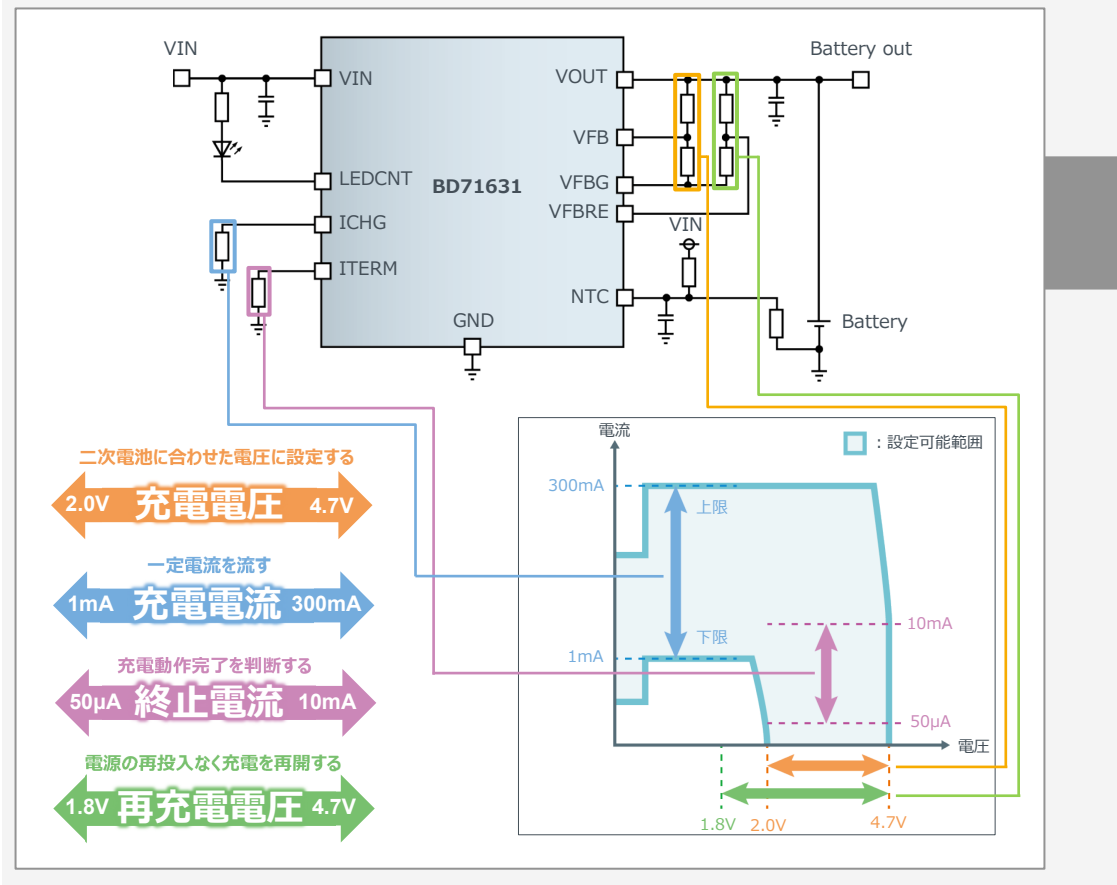 VIN
Battery out
VIN
VOUT
VFB
LEDCNT
BD71631
VFBG
VFBRE
ICHG
VIN
ITERM
NTC
GND
Battery
二次電池に合わせた電圧に設定する
2.0V 充電電圧 4.7V
一定電流を流す
1mA 充電電流 300mA
充電動作完了を判断する
50μA 終止電流 10mA
電源の再投入なく充電を再開する
1.8V 再充電電圧 4.7V
電流
：設定可能範囲
300mA
上限
10mA
下限
1mA
50μA
電圧
1.8V 2.0V 4.7V